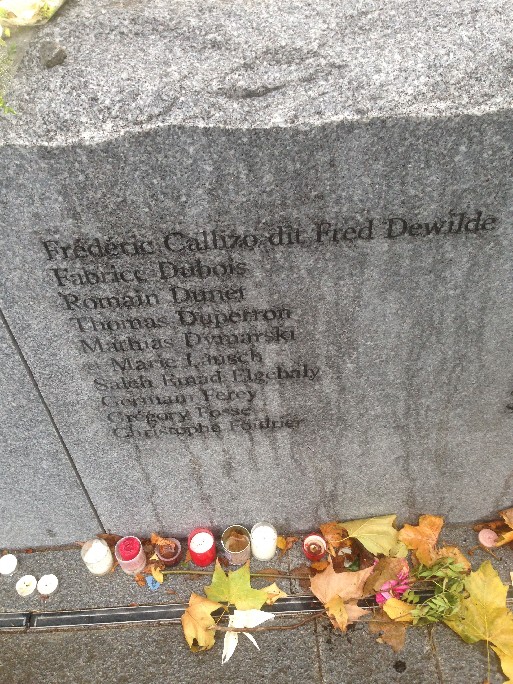 Frédéric Callizo dit Fred Dewilde
Fabrice Dubois
Romain Dunet
Thomas Duperron
Mathias Dymarski
& Marie Lausch
Saleh Emad Elgebaly
Germain Ferey
Grégory Fosse
Christophe Foultier